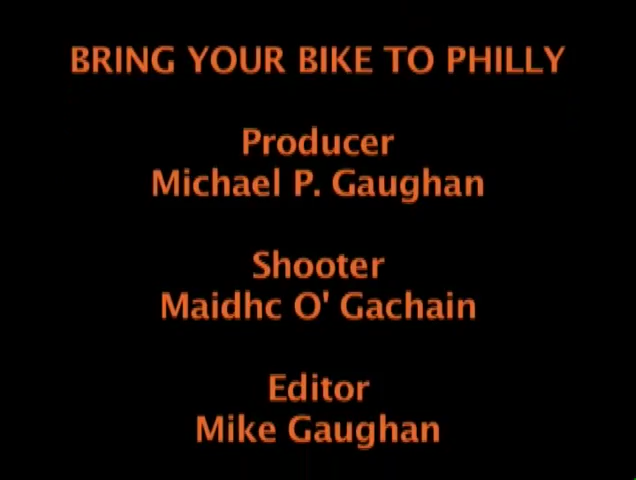 BRING YOUR BIKE TO PHILLY
Producer
Michael P. Gaughan
Shooter
Maidhc O' Gachain
Editor
Mike Gaughan